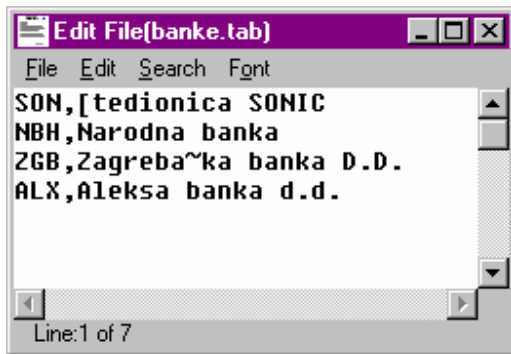 Edit File(banke.tab)
File Edit Search Font
SON,[tedionica SONIC
NBH,Narodna banka
ZGB,Zagreba~ka banka D.D.
ALX,Aleksa banka d.d.
Line:1 of 7